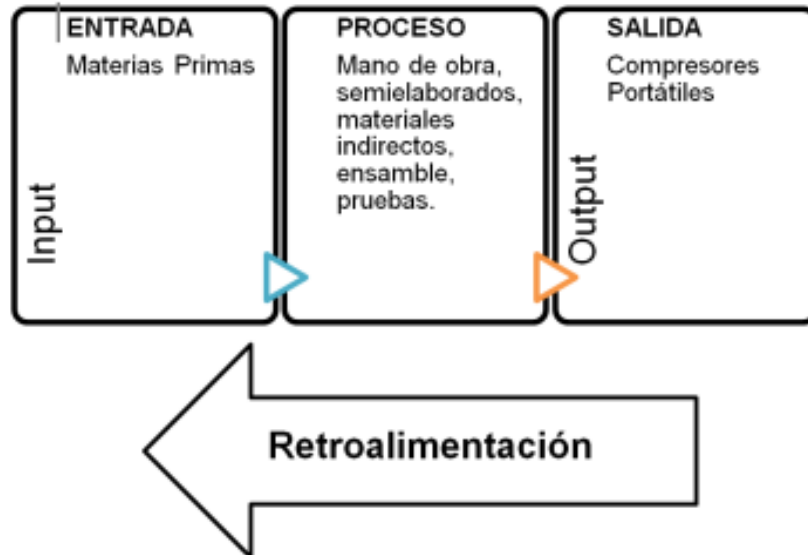 ENTRADA
Materias Primas
Input
PROCESO
Mano de obra,
semielaborados,
materiales
indirectos,
ensamble,
pruebas.
SALIDA
Compresores
Portátiles
Output
Retroalimentación